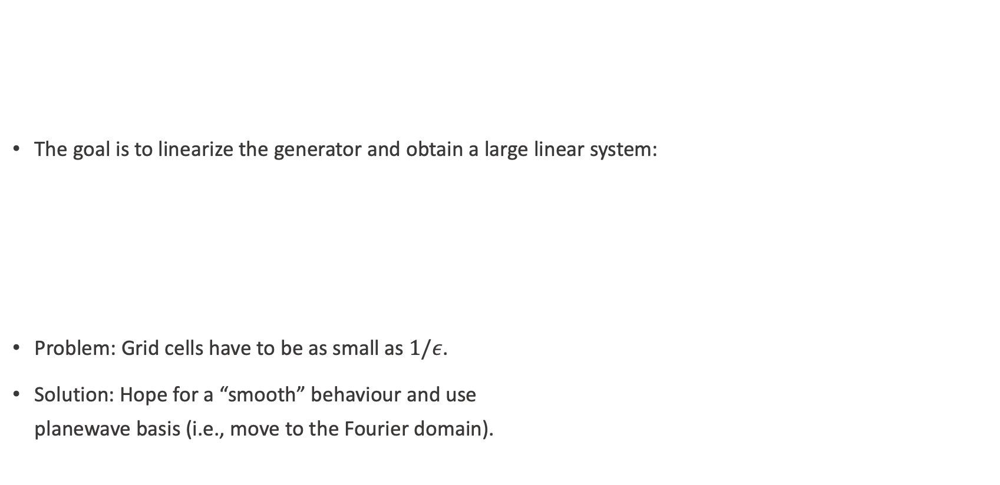 • The goal is to linearize the generator and obtain a large linear system:
• Problem: Grid cells have to be as small as 1/ϵ.
• Solution: Hope for a “smooth” behaviour and use
planewave basis (i.e., move to the Fourier domain).